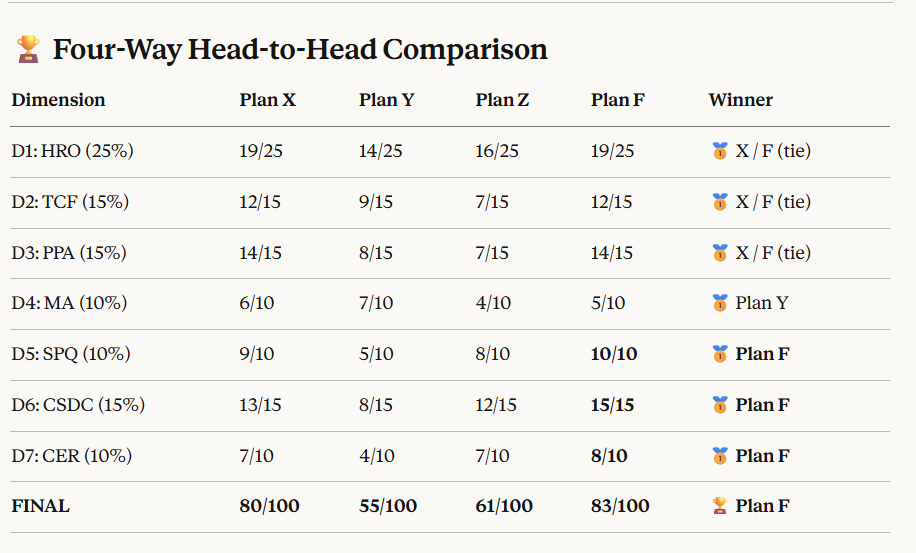 🏆 Four-Way Head-to-Head Comparison
Dimension Plan X Plan Y Plan Z Plan F Winner
D1: HRO (25%) 19/25 14/25 16/25 19/25 🥇 X / F (tie)
D2: TCF (15%) 12/15 9/15 7/15 12/15 🥇 X / F (tie)
D3: PPA (15%) 14/15 8/15 7/15 14/15 🥇 X / F (tie)
D4: MA (10%) 6/10 7/10 4/10 5/10 🥇 Plan Y
D5: SPQ (10%) 9/10 5/10 8/10 10/10 🥇 Plan F
D6: CSDC (15%) 13/15 8/15 12/15 15/15 🥇 Plan F
D7: CER (10%) 7/10 4/10 7/10 8/10 🥇 Plan F
FINAL 80/100 55/100 61/100 83/100 🏆 Plan F